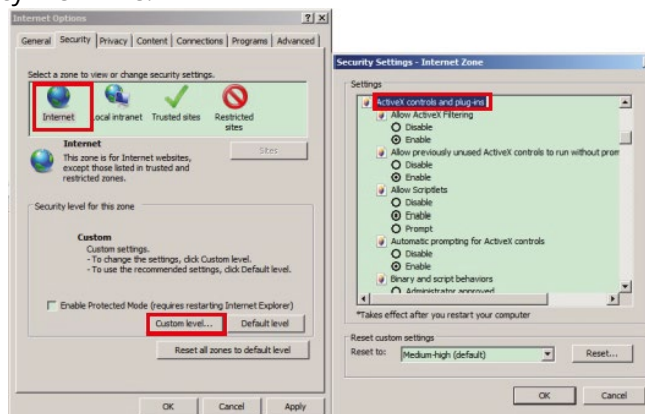 Internet Options
General Security Privacy Content Connections Programs Advanced
Select a zone to view or change security settings.
Internet
Local intranet
Trusted sites
Restricted
sites
Internet
This zone is for Internet websites,
except those listed in trusted and
restricted zones.
Sites
Security level for this zone
Custom
Custom settings.
- To change the settings, click Custom level.
- To use the recommended settings, click Default level.
Enable Protected Mode (requires restarting Internet Explorer)
Custom level...
Default level
Reset all zones to default level
OK
Cancel
Apply
Security Settings - Internet Zone
Settings
ActiveX controls and plug-ins
Allow ActiveX Filtering
Disable
Enable
Allow previously unused ActiveX controls to run without prom
Disable
Enable
Allow Scriptlets
Disable
Enable
Prompt
Automatic prompting for ActiveX controls
Disable
Enable
Binary and script behaviors
Administrator approved
*Takes effect after you restart your computer
Reset custom settings
Reset to:
Medium-high (default)
Reset...
OK
Cancel